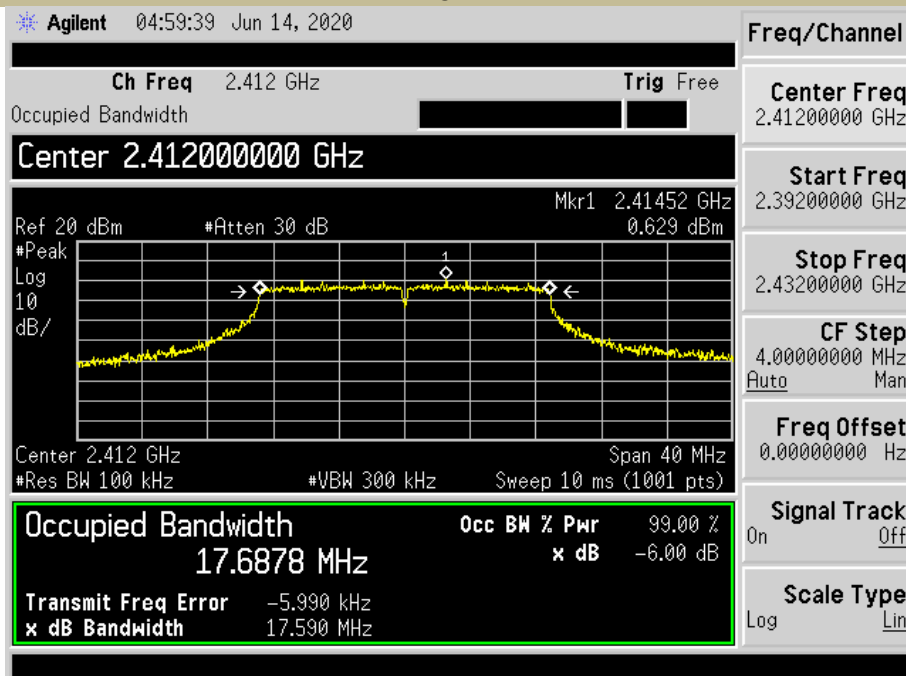 Agilent 04:59:39 Jun 14, 2020
Freq/Channel
Ch Freq 2.412 GHz Trig Free
Occupied Bandwidth
Center 2.412000000 GHz
Mkr1 2.41452 GHz
Ref 20 dBm #Atten 30 dB 0.629 dBm
#Peak
Log
10
dB/
1
Center 2.412 GHz Span 40 MHz
#Res BW 100 kHz #VBW 300 kHz Sweep 10 ms (1001 pts)
Occupied Bandwidth Occ BW % Pwr 99.00 %
17.6878 MHz x dB -6.00 dB
Transmit Freq Error -5.990 kHz
x dB Bandwidth 17.590 MHz
Center Freq
2.41200000 GHz
Start Freq
2.39200000 GHz
Stop Freq
2.43200000 GHz
CF Step
4.00000000 MHz
Auto Man
Freq Offset
0.00000000 Hz
Signal Track
On Off
Scale Type
Log Lin